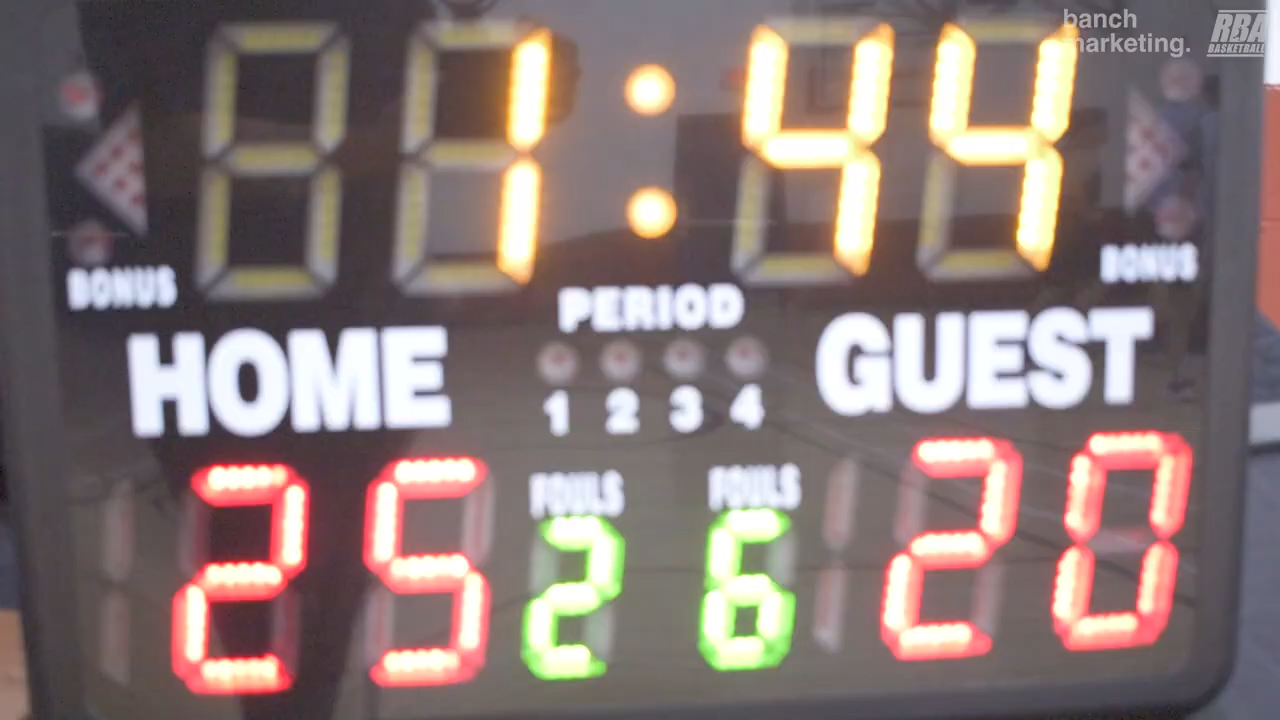 banch
marketing.
RBA
BASKETBALL
1:44
BONUS
BONUS
PERIOD
HOME
GUEST
1 2 3 4
FOULS
FOULS
25
2
6
20